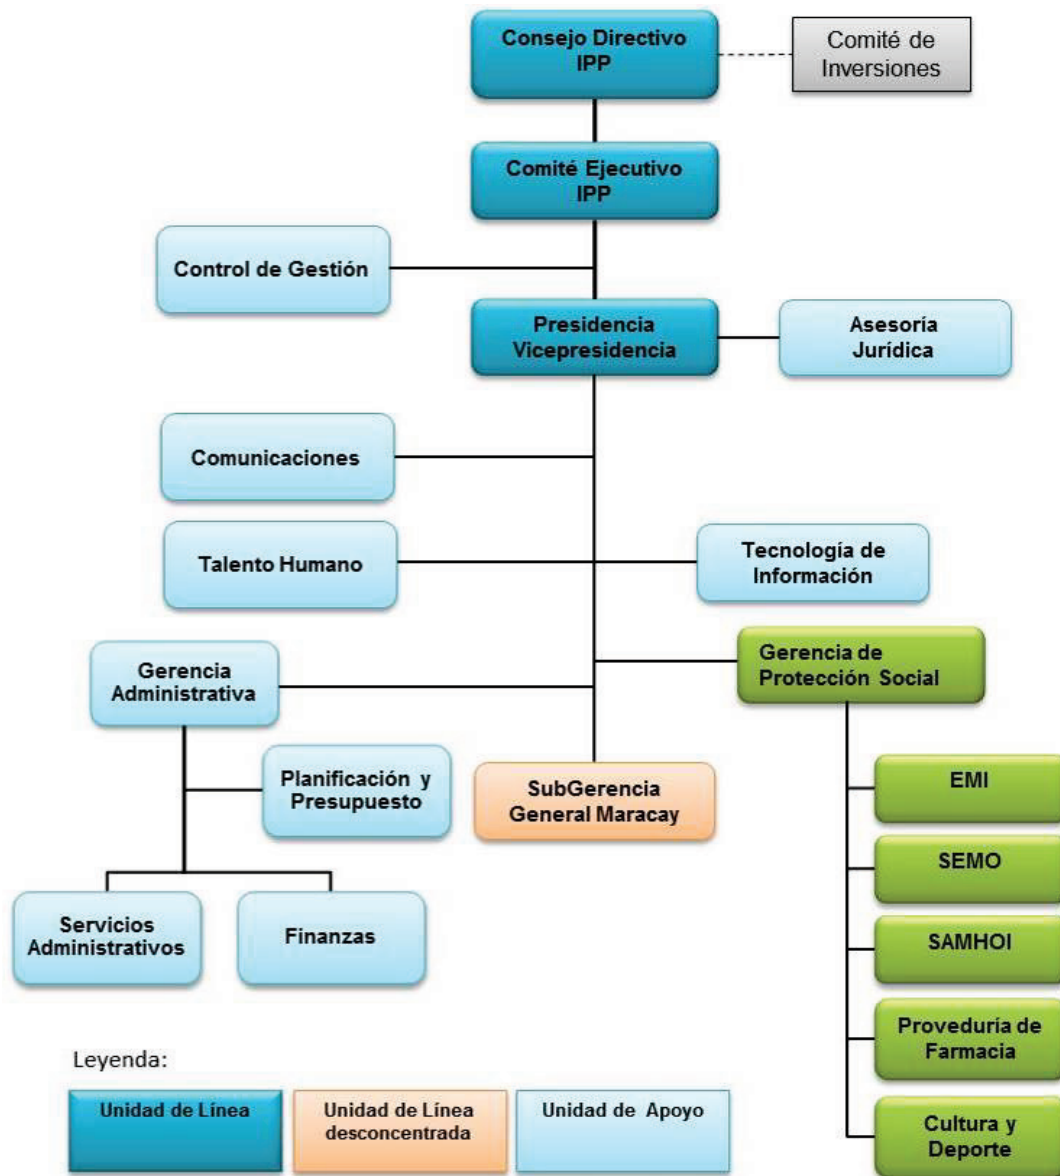 Consejo Directivo
IPP
Comité de
Inversiones
Comité Ejecutivo
IPP
Control de Gestión
Presidencia
Vicepresidencia
Asesoría
Jurídica
Comunicaciones
Talento Humano
Tecnología de
Información
Gerencia
Administrativa
Gerencia de
Protección Social
Planificación y
Presupuesto
SubGerencia
General Maracay
EMI
SEMO
Servicios
Administrativos
Finanzas
SAMHOI
Proveduría de
Farmacia
Cultura y
Deporte
Leyenda:
Unidad de Línea
Unidad de Línea
desconcentrada
Unidad de Apoyo